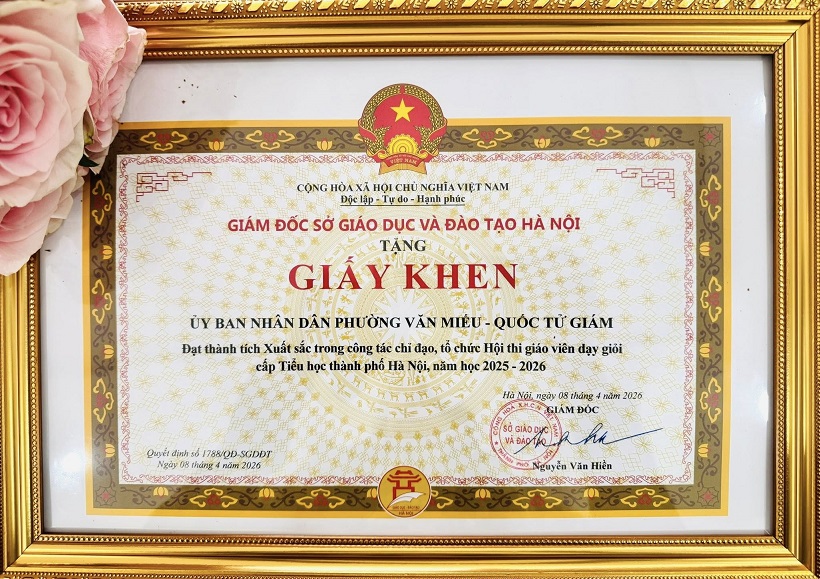 VIỆT NAM
CỘNG HÒA XÃ HỘI CHỦ NGHĨA VIỆT NAM
Độc lập - Tự do - Hạnh phúc
GIÁM ĐỐC SỞ GIÁO DỤC VÀ ĐÀO TẠO HÀ NỘI
TẶNG
GIẤY KHEN
ỦY BAN NHÂN DÂN PHƯỜNG VĂN MIẾU - QUỐC TỬ GIÁM
Đạt thành tích Xuất sắc trong công tác chỉ đạo, tổ chức Hội thi giáo viên dạy giỏi
cấp Tiểu học thành phố Hà Nội, năm học 2025 - 2026
Hà Nội, ngày 08 tháng 4 năm 2026
GIÁM ĐỐC
SỞ GIÁO DỤC
VÀ ĐÀO TẠO
Nguyễn Văn Hiền
Quyết định số 1788/QĐ-SGDĐT
Ngày 08 tháng 4 năm 2026
HÀ NỘI